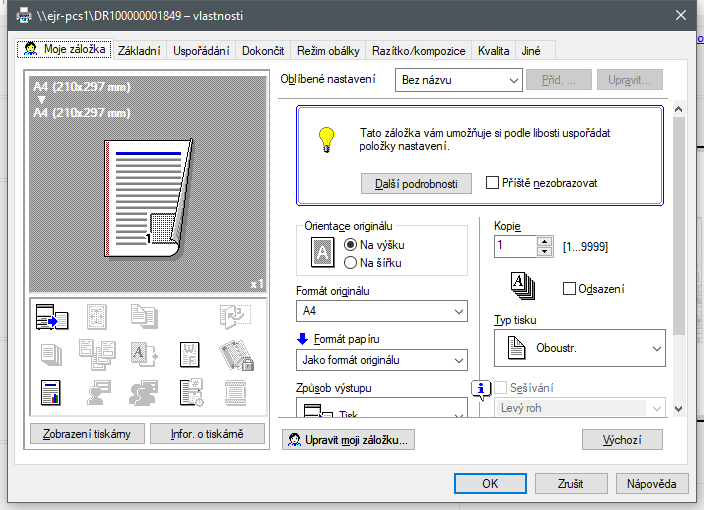 \\ejr-pcs1\DR100000001849 – vlastnosti
Moje záložka
Základní
Uspořádání
Dokončit
Režim obálky
Razítko/kompozice
Kvalita
Jiné
A4 (210x297 mm)
A4 (210x297 mm)
1
x1
Zobrazení tiskárny
Infor. o tiskárně
Oblíbené nastavení
Bez názvu
Přid. ...
Upravit...
Tato záložka vám umožňuje si podle libosti uspořádat
položky nastavení.
Další podrobnosti
Příště nezobrazovat
Orientace originálu
A
Na výšku
Na šířku
Formát originálu
A4
Formát papíru
Jako formát originálu
Způsob výstupu
Tisk
Kopie
1
[1...9999]
A
Odsazení
Typ tisku
Oboustr.
Sešívání
Levý roh
Upravit moji záložku...
Výchozí
OK
Zrušit
Nápověda